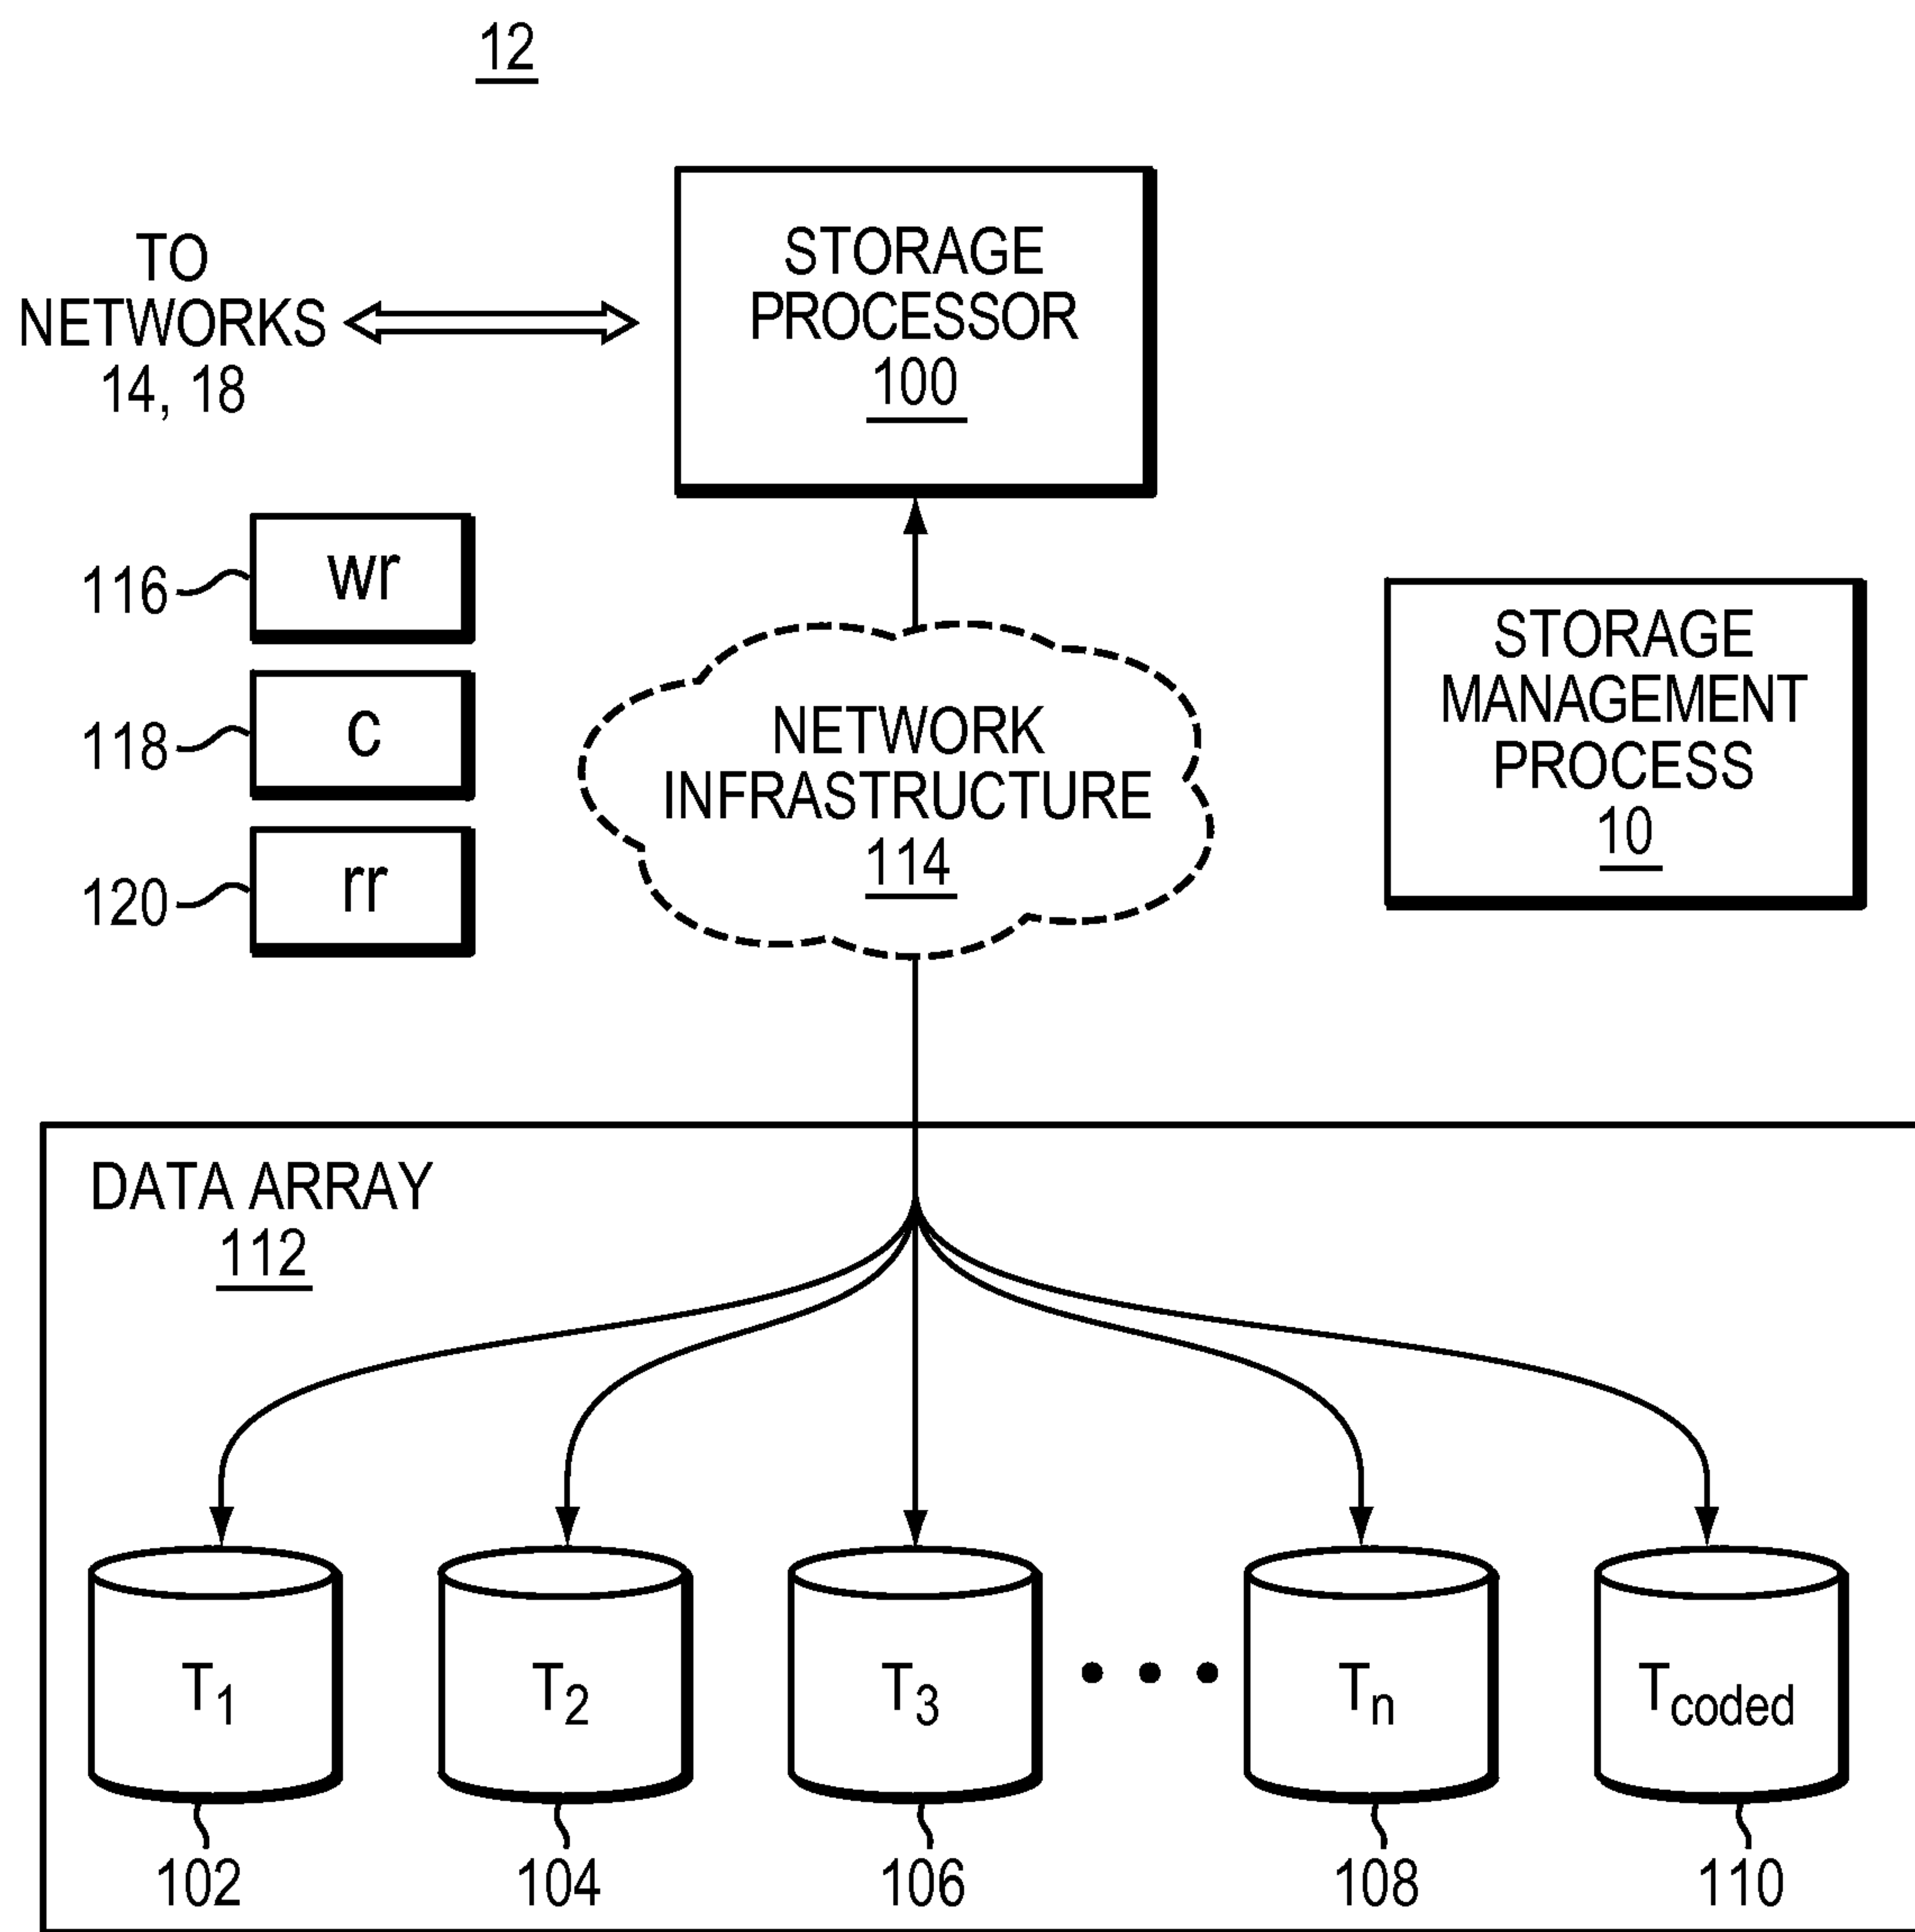 12
TO
NETWORKS
14, 18
STORAGE
PROCESSOR
100
116
wr
118
c
120
rr
NETWORK
INFRASTRUCTURE
114
STORAGE
MANAGEMENT
PROCESS
10
DATA ARRAY
112
T1
T2
T3
Tn
Tcoded
102
104
106
108
110